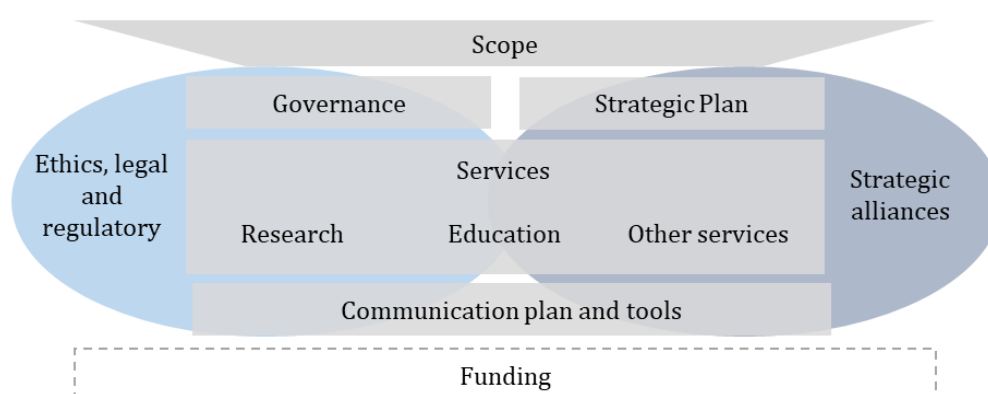 Scope
Governance
Strategic Plan
Ethics, legal
and
regulatory
Services
Research
Education
Other services
Strategic
alliances
Communication plan and tools
Funding